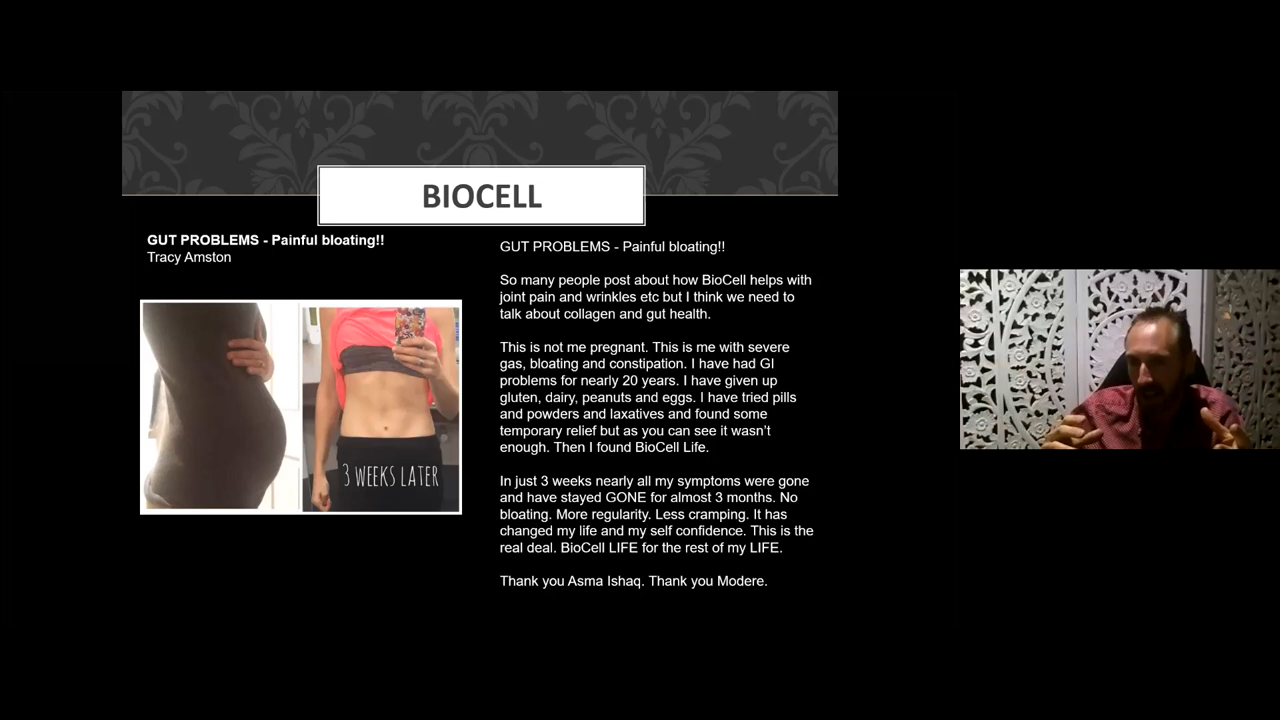 BIOCELL
GUT PROBLEMS - Painful bloating!!
Tracy Amston
3 WEEKS LATER
GUT PROBLEMS - Painful bloating!!
So many people post about how BioCell helps with
joint pain and wrinkles etc but I think we need to
talk about collagen and gut health.
This is not me pregnant. This is me with severe
gas, bloating and constipation. I have had GI
problems for nearly 20 years. I have given up
gluten, dairy, peanuts and eggs. I have tried pills
and powders and laxatives and found some
temporary relief but as you can see it wasn't
enough. Then I found BioCell Life.
In just 3 weeks nearly all my symptoms were gone
and have stayed GONE for almost 3 months. No
bloating. More regularity. Less cramping. It has
changed my life and my self confidence. This is the
real deal. BioCell LIFE for the rest of my LIFE.
Thank you Asma Ishaq. Thank you Modere.